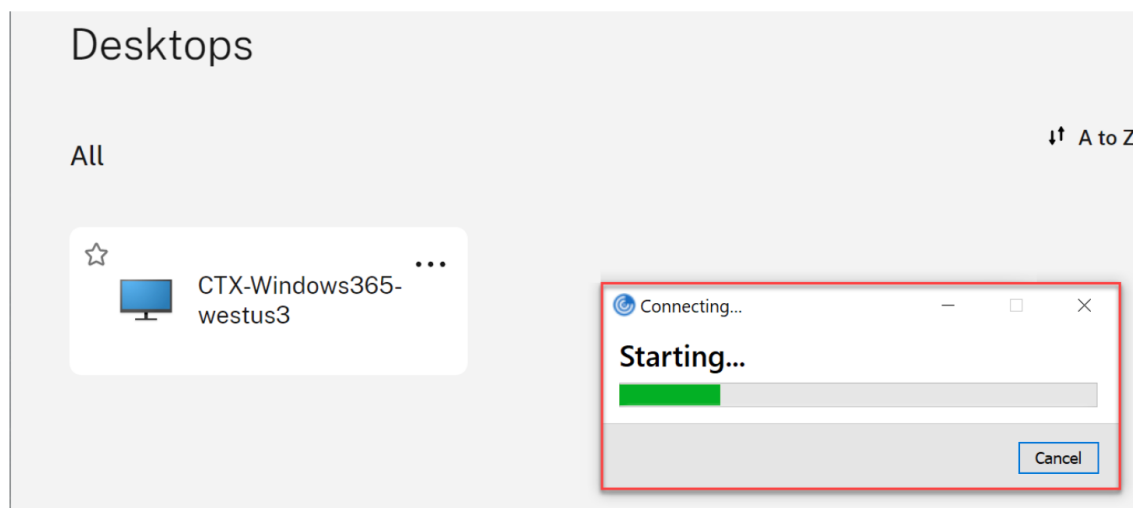 Desktops
All
A to Z
CTX-Windows365-
westus3
Connecting...
Starting...
Cancel